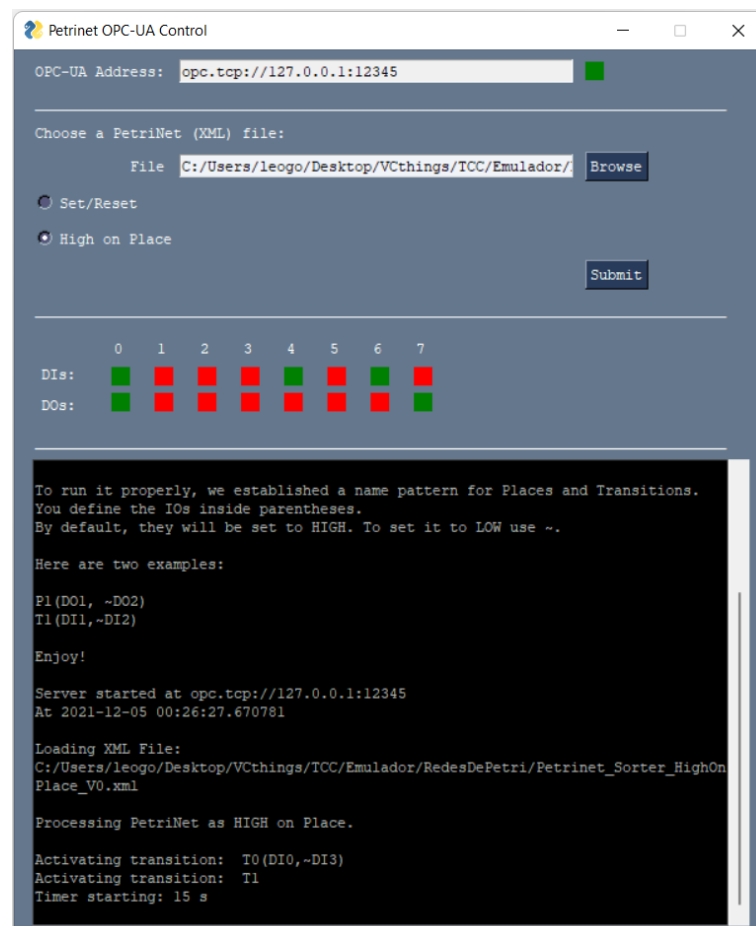 Petrinet OPC-UA Control
OPC-UA Address: opc.tcp://127.0.0.1:12345
Choose a PetriNet (XML) file:
File C:/Users/leogo/Desktop/VCthings/TCC/Emulador/ Browse
Set/Reset
High on Place
Submit
0 1 2 3 4 5 6 7
DIs:
DOs:
To run it properly, we established a name pattern for Places and Transitions.
You define the IOs inside parentheses.
By default, they will be set to HIGH. To set it to LOW use ~.
Here are two examples:
P1(DO1, ~DO2)
T1(DI1,~DI2)
Enjoy!
Server started at opc.tcp://127.0.0.1:12345
At 2021-12-05 00:26:27.670781
Loading XML File:
C:/Users/leogo/Desktop/VCthings/TCC/Emulador/RedesDePetri/Petrinet_Sorter_HighOn
Place_V0.xml
Processing PetriNet as HIGH on Place.
Activating transition:  T0(DI0,~DI3)
Activating transition:  T1
Timer starting: 15 s